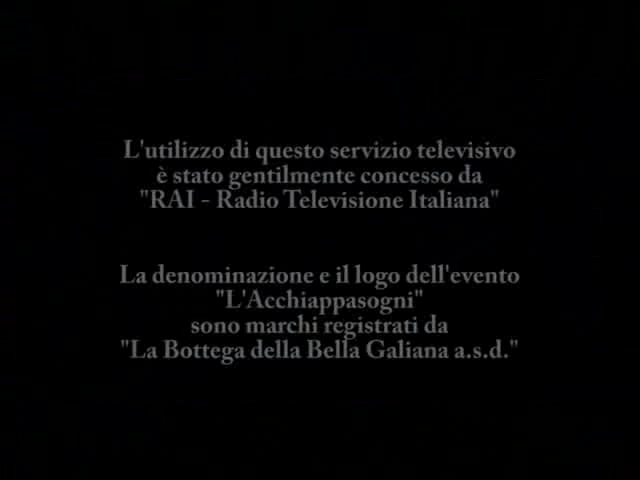 L'utilizzo di questo servizio televisivo
è stato gentilmente concesso da
"RAI - Radio Televisione Italiana"
La denominazione e il logo dell'evento
"L'Acchiappasogni"
sono marchi registrati da
"La Bottega della Bella Galiana a.s.d."